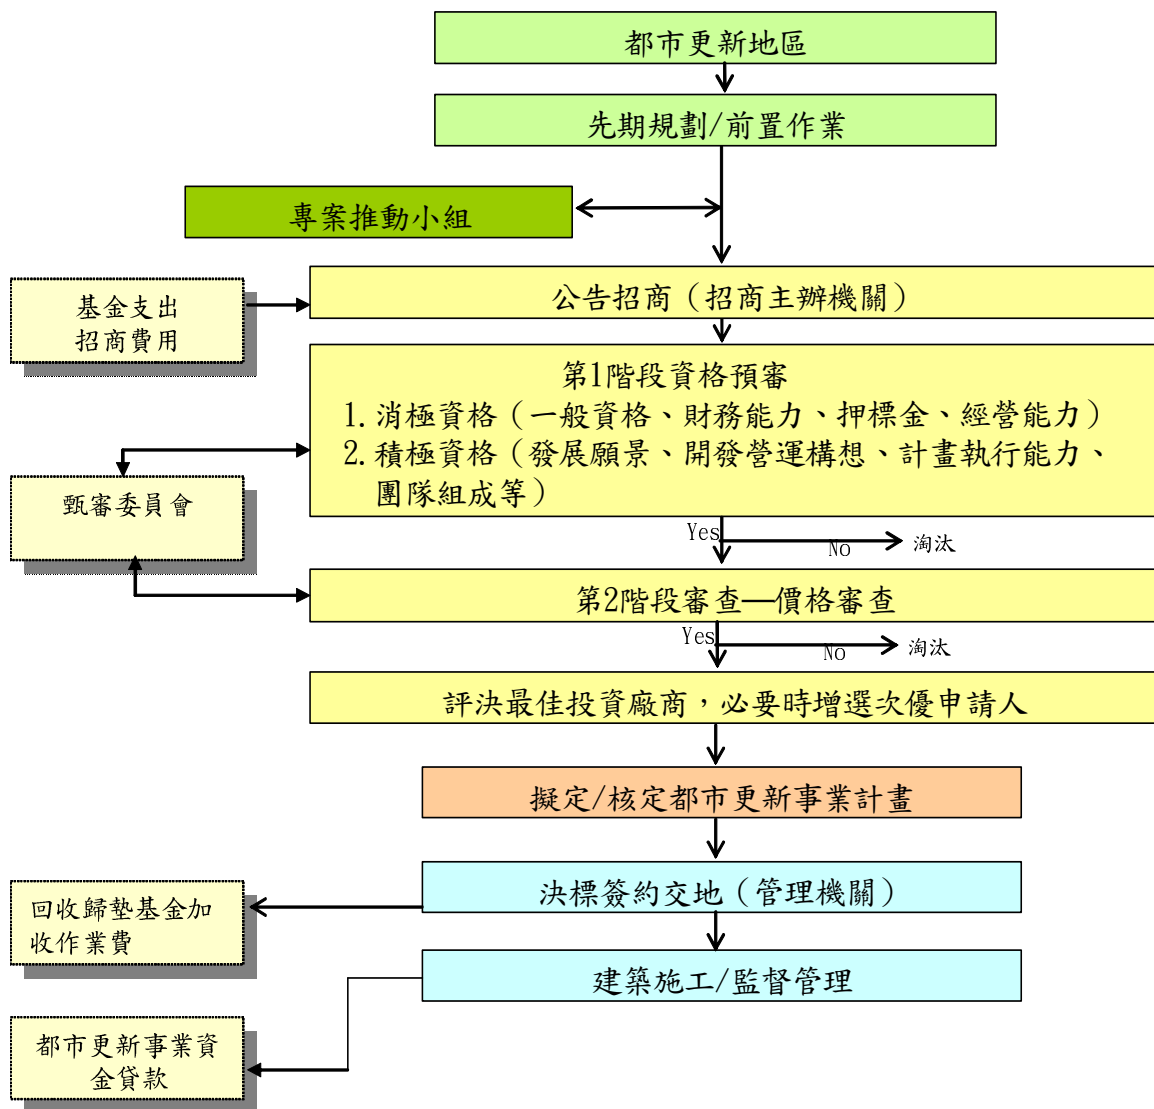 都市更新地區
先期規劃/前置作業
專案推動小組
基金支出
招商費用
公告招商（招商主辦機關）
第1階段資格預審
1.消極資格（一般資格、財務能力、押標金、經營能力）
2.積極資格（發展願景、開發營運構想、計畫執行能力、
團隊組成等）
甄審委員會
Yes
No
淘汰
第2階段審查—價格審查
Yes
No
淘汰
評決最佳投資廠商，必要時增選次優申請人
擬定/核定都市更新事業計畫
決標簽約交地（管理機關）
回收歸墊基金加
收作業費
建築施工/監督管理
都市更新事業資
金貸款